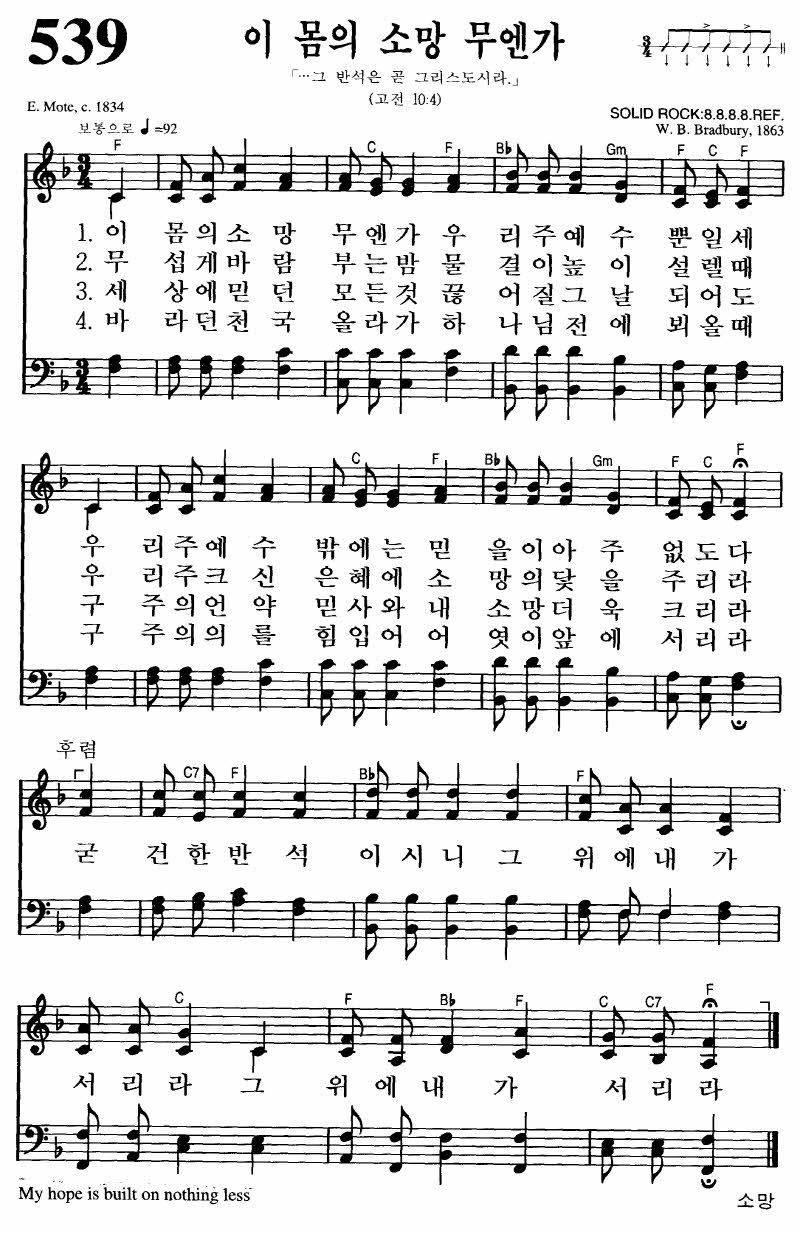 539
이 몸의 소망 무엔가
「…그 반석은 곧 그리스도시라.」
(고전 10:4)
E. Mote, c. 1834
SOLID ROCK:8.8.8.8.REF.
보통으로 ♩=92
W. B. Bradbury, 1863
F C F B♭ Gm F C F
1. 이 몸의소망 무엔가우 리주예수 뿐일세
2. 무 섭게바람 부는밤물 결이높이 설렐때
3. 세 상에믿던 모든것끊 어질그날 되어도
4. 바 라던천국 올라가하 나님전에 뵈올때
C F B♭ Gm F C F
우 리주예수 밖에는믿 을이아주 없도다
우 리주크신 은혜에소 망의닻을 주리라
구 주의언약 믿사와내 소망더욱 크리라
구 주의의를 힘입어어 엿이앞에 서리라
후렴
F C7 F B♭ F
굳 건한반석 이시니그 위에내가
C F B♭ F C C7 F
서리라그 위에내가 서리라
My hope is built on nothing less
소망